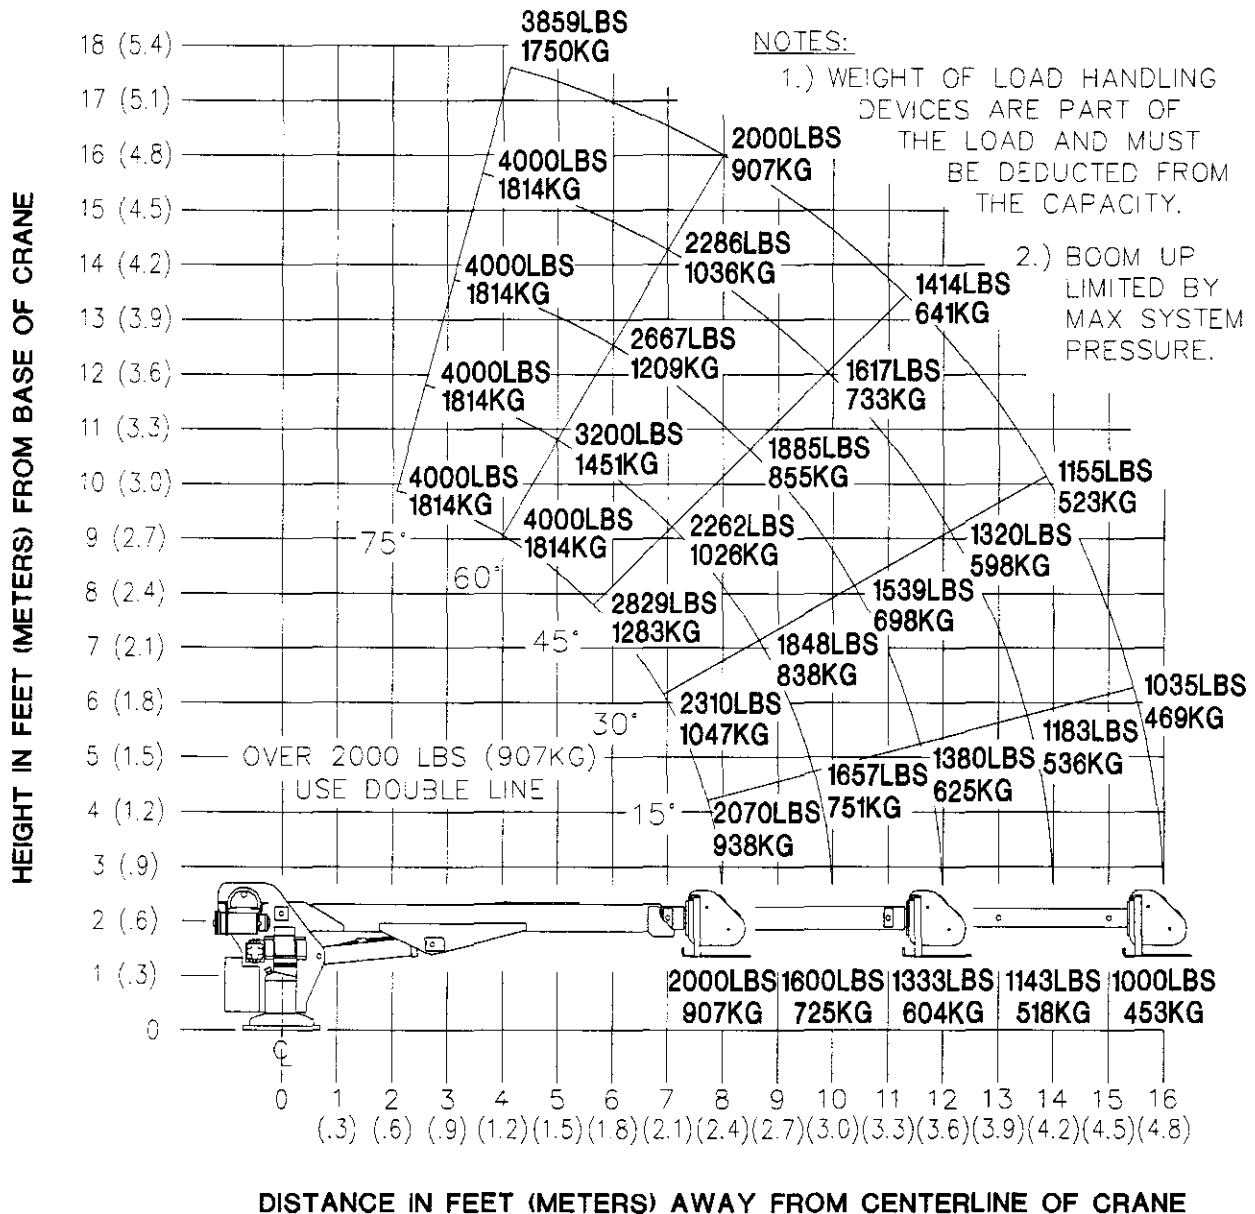 18 (5.4)
17 (5.1)
16 (4.8)
15 (4.5)
14 (4.2)
13 (3.9)
12 (3.6)
11 (3.3)
10 (3.0)
9 (2.7)
8 (2.4)
7 (2.1)
6 (1.8)
5 (1.5)
4 (1.2)
3 (.9)
2 (.6)
1 (.3)
0
HEIGHT IN FEET (METERS) FROM BASE OF CRANE
NOTES:
1.) WEIGHT OF LOAD HANDLING
DEVICES ARE PART OF
THE LOAD AND MUST
BE DEDUCTED FROM
THE CAPACITY.
2.) BOOM UP
LIMITED BY
MAX SYSTEM
PRESSURE.
3859LBS
1750KG
4000LBS
1814KG
4000LBS
1814KG
4000LBS
1814KG
4000LBS
1814KG
75°
2000LBS
907KG
2286LBS
1036KG
2667LBS
1209KG
3200LBS
1451KG
4000LBS
1814KG
60°
1414LBS
641KG
1617LBS
733KG
1885LBS
855KG
2262LBS
1026KG
2829LBS
1283KG
45°
1155LBS
523KG
1320LBS
598KG
1539LBS
698KG
1848LBS
838KG
2310LBS
1047KG
30°
1035LBS
469KG
1183LBS
536KG
1380LBS
625KG
1657LBS
751KG
2070LBS
938KG
15°
OVER 2000 LBS (907KG)
USE DOUBLE LINE
2000LBS 1600LBS 1333LBS 1143LBS 1000LBS
907KG 725KG 604KG 518KG 453KG
CL
0 1 2 3 4 5 6 7 8 9 10 11 12 13 14 15 16
(.3) (.6) (.9) (1.2) (1.5) (1.8) (2.1) (2.4) (2.7) (3.0) (3.3) (3.6) (3.9) (4.2) (4.5) (4.8)
DISTANCE IN FEET (METERS) AWAY FROM CENTERLINE OF CRANE